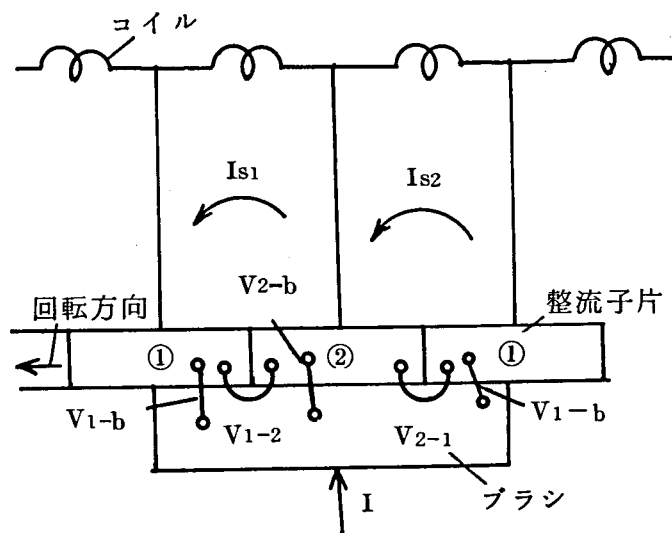 コイル
Is1
Is2
V2-b
回転方向
整流子片
①
②
①
V1-b
V1-2
V2-1
V1-b
I
ブラシ